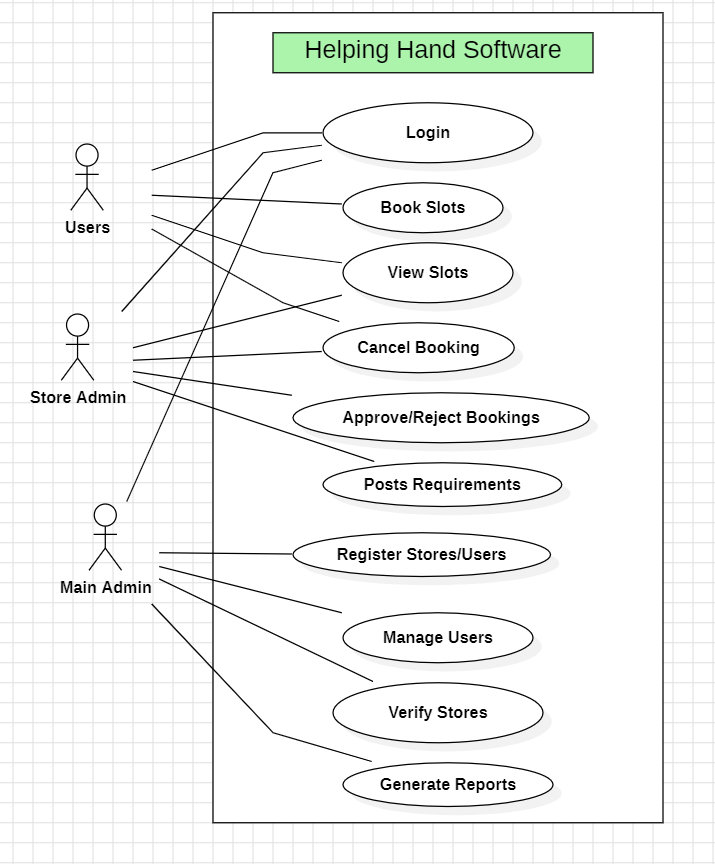 Helping Hand Software
Login
Users
Book Slots
View Slots
Cancel Booking
Store Admin
Approve/Reject Bookings
Posts Requirements
Register Stores/Users
Main Admin
Manage Users
Verify Stores
Generate Reports